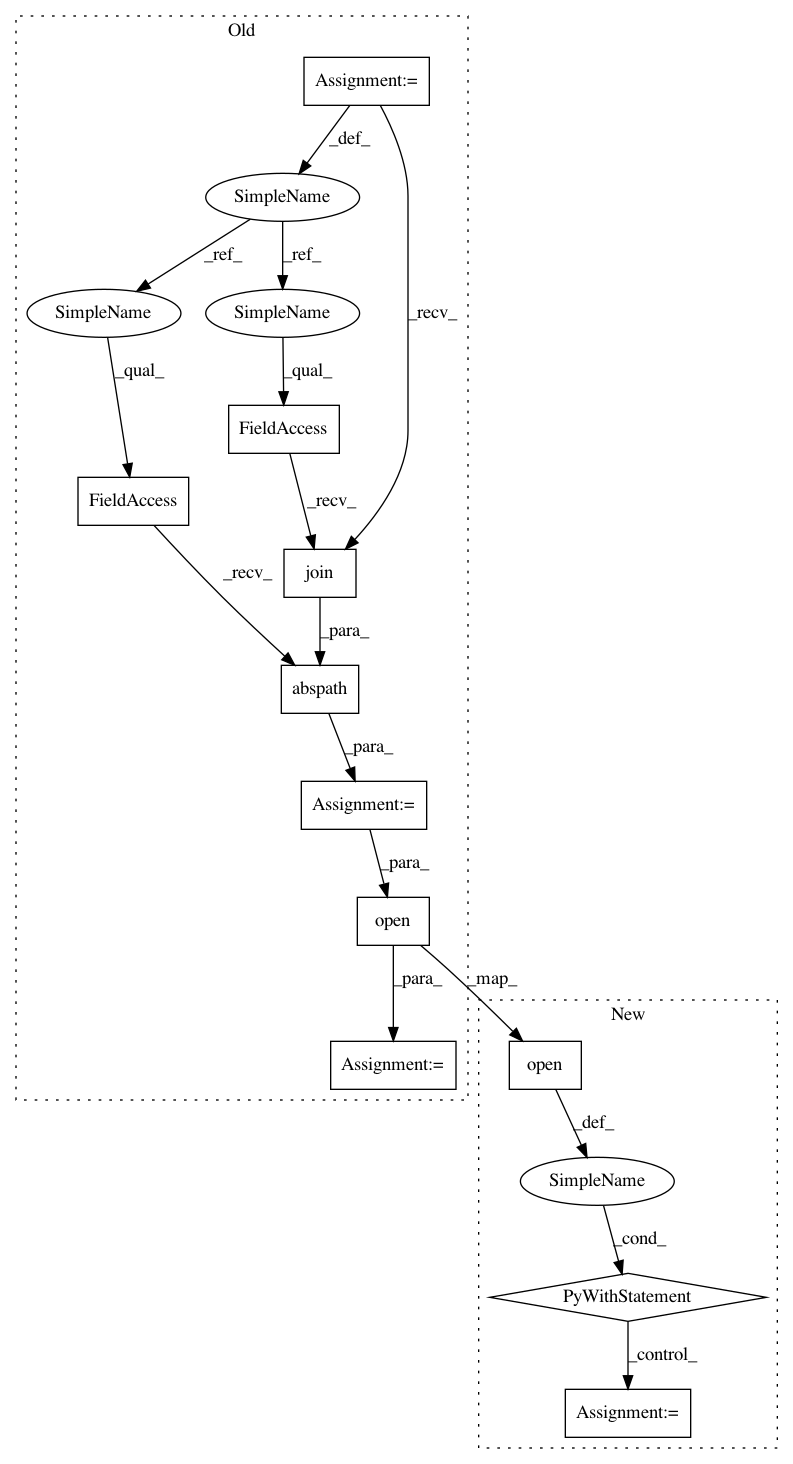 Old
Assignment:=
_def_
SimpleName
_ref_
_ref_
SimpleName
SimpleName
_recv_
_qual_
_qual_
FieldAccess
FieldAccess
_recv_
join
_recv_
_para_
abspath
_para_
Assignment:=
_para_
open
_para_
_map_
New
Assignment:=
open
_def_
SimpleName
_cond_
PyWithStatement
_control_
Assignment:=